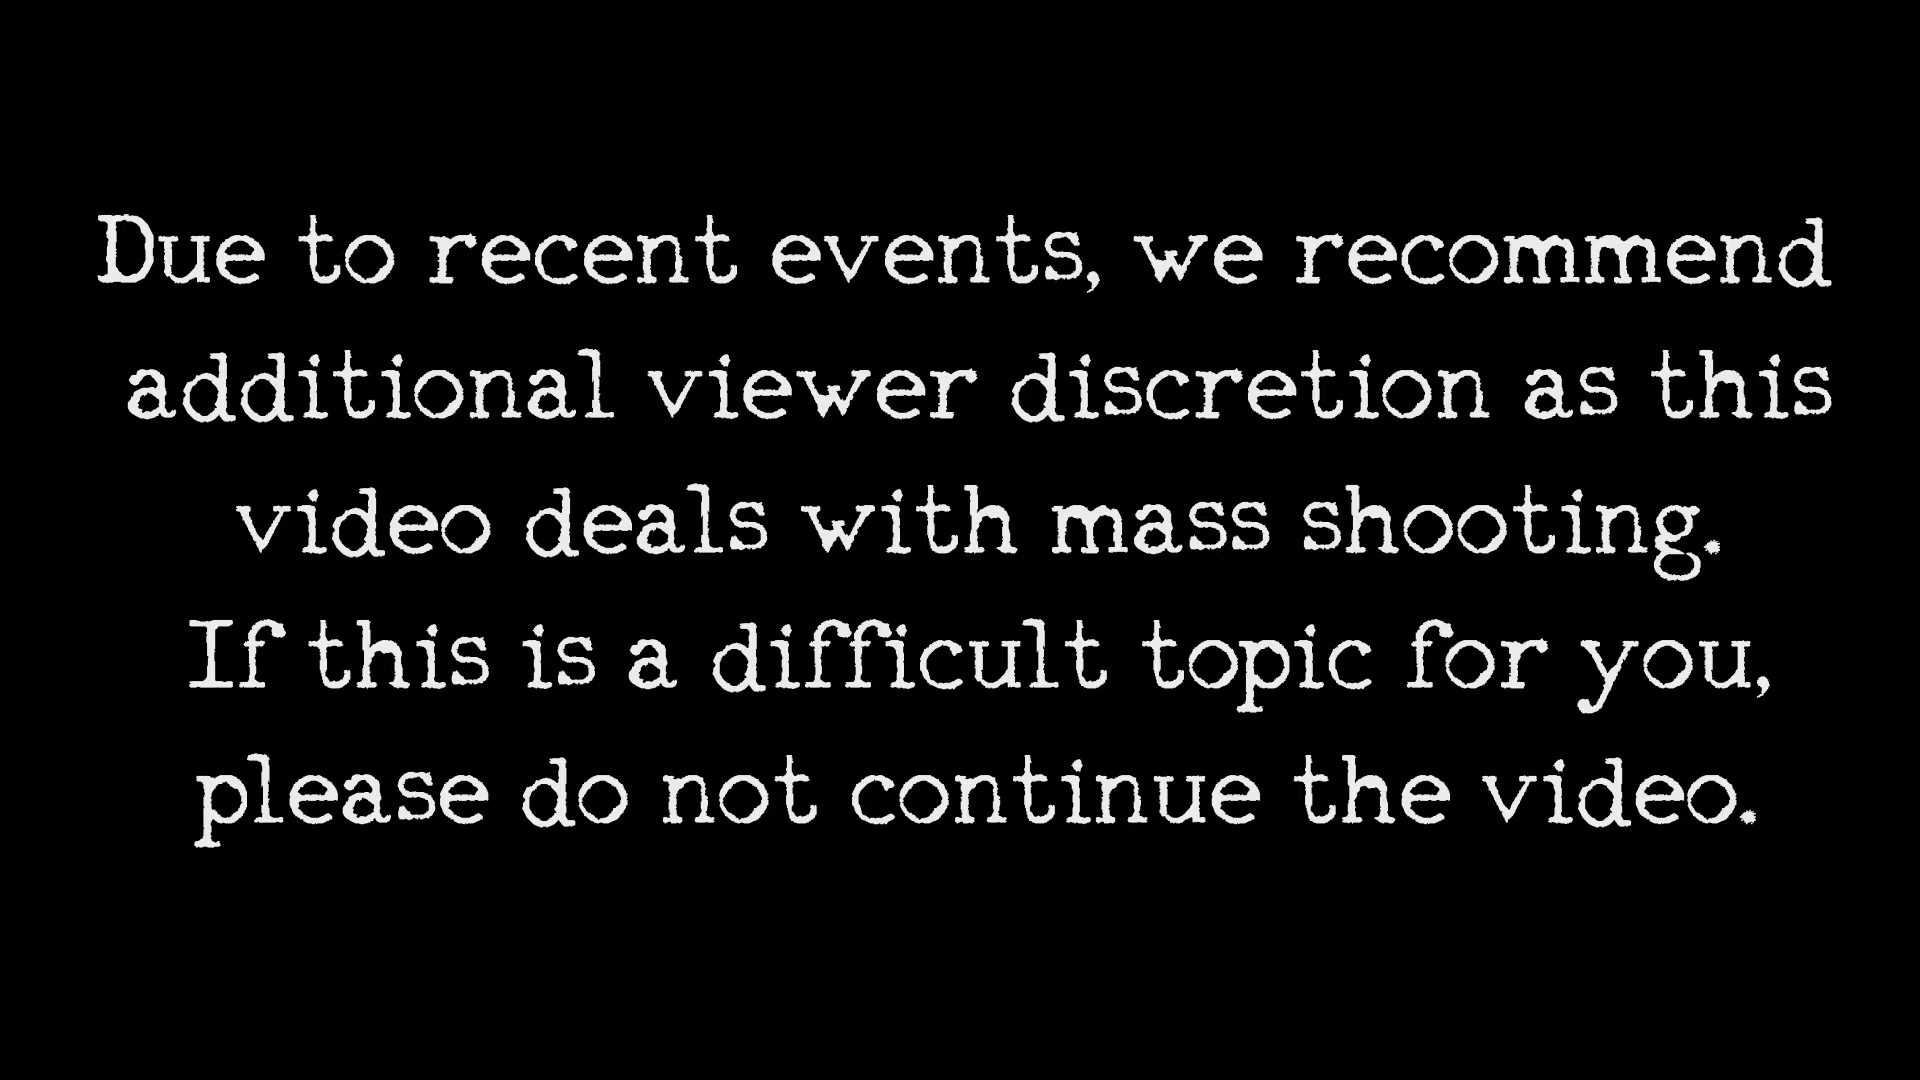 Due to recent events, we recommend
additional viewer discretion as this
video deals with mass shooting.
If this is a difficult topic for you,
please do not continue the video.